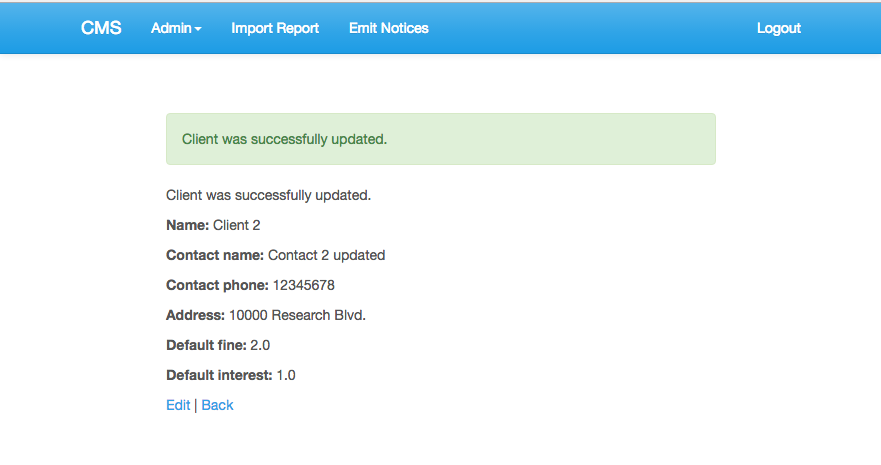 CMS Admin Import Report Emit Notices Logout
Client was successfully updated.
Client was successfully updated.
Name: Client 2
Contact name: Contact 2 updated
Contact phone: 12345678
Address: 10000 Research Blvd.
Default fine: 2.0
Default interest: 1.0
Edit | Back